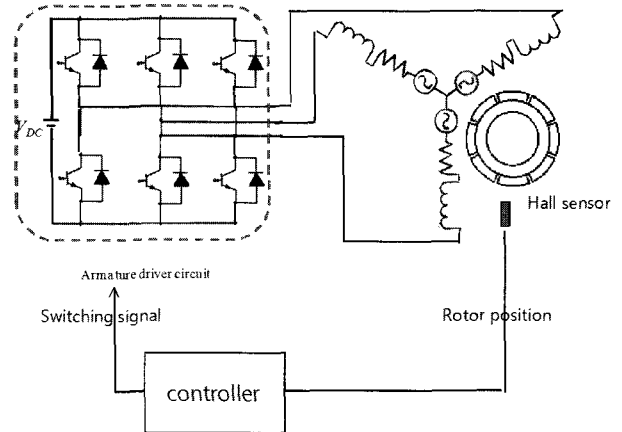 V_DC
Hall sensor
Armature driver circuit
Switching signal
Rotor position
controller